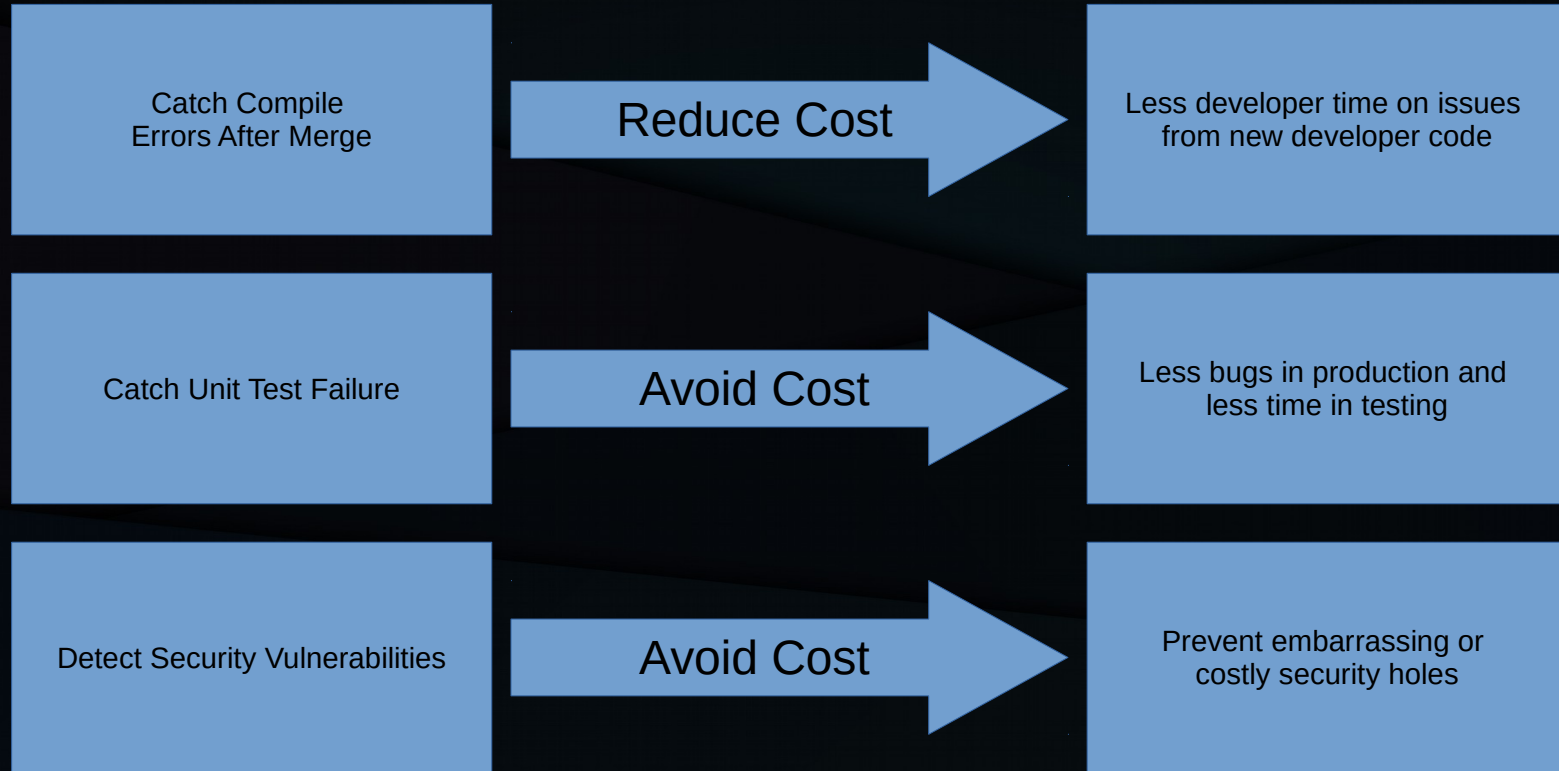 Catch Compile
Errors After Merge
Reduce Cost
Less developer time on issues
from new developer code
Catch Unit Test Failure
Avoid Cost
Less bugs in production and
less time in testing
Detect Security Vulnerabilities
Avoid Cost
Prevent embarrassing or
costly security holes